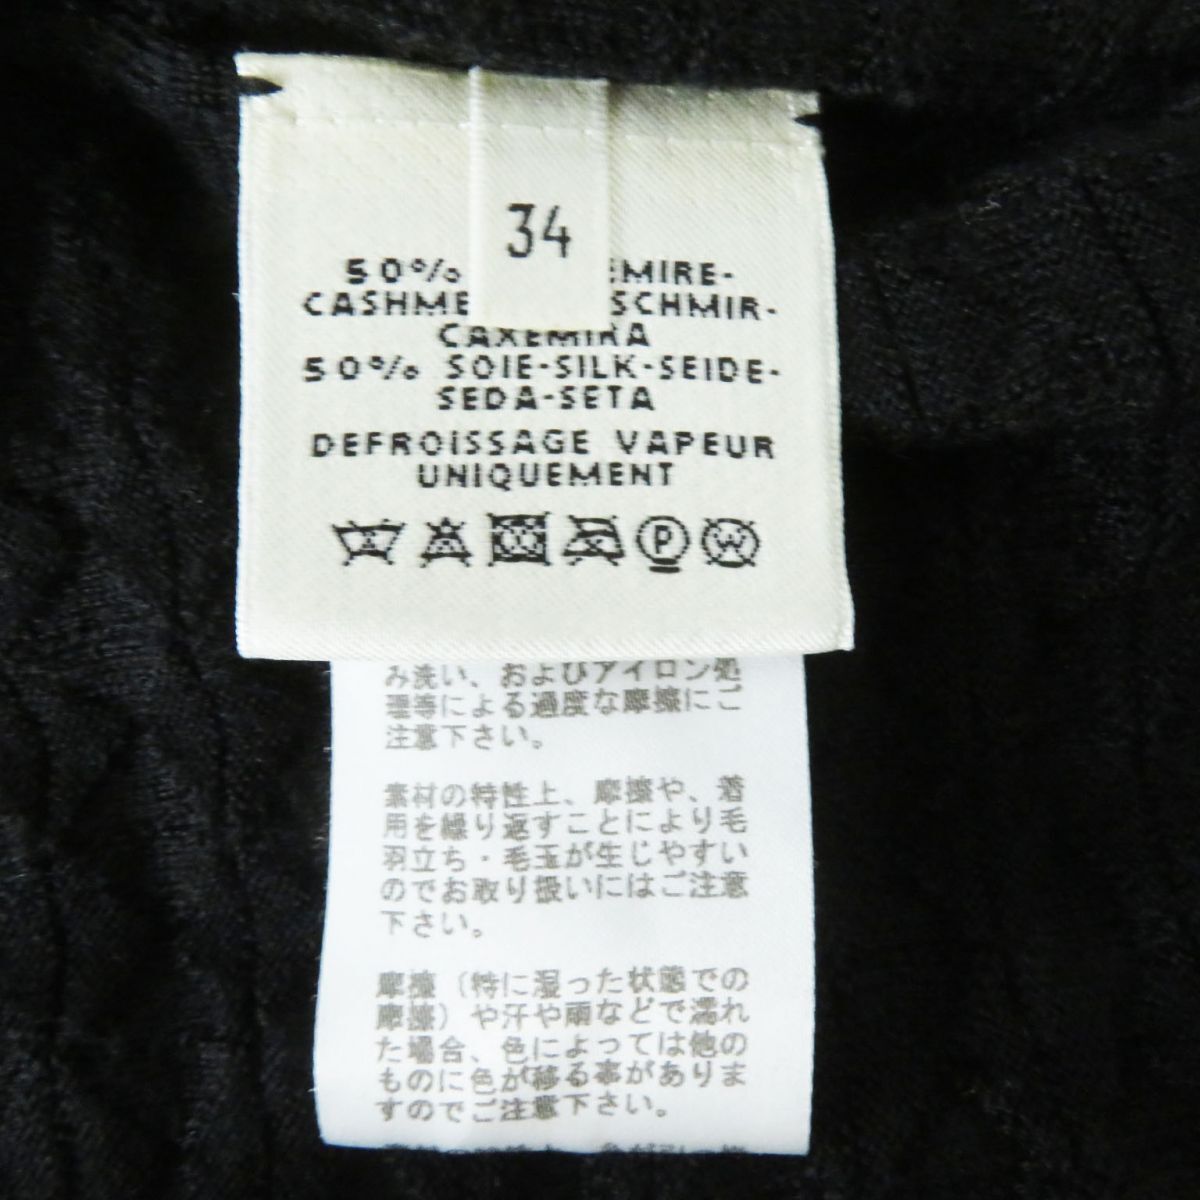 34
50% EMIRE-
CASHME SCHMIR-
CAXEMIRA
50% SOIE-SILK-SEIDE-
SEDA-SETA
DEFROISSAGE VAPEUR
UNIQUEMENT
P W
み洗い、およびアイロン処
理等による過度な摩擦にご
注意下さい。
素材の特性上、摩擦や、着
用を繰り返すことにより毛
羽立ち・毛玉が生じやすい
のでお取り扱いにはご注意
下さい。
摩擦（特に湿った状態での
摩擦）や汗や雨などで濡れ
た場合、色によっては他の
ものに色が移る事がありま
すのでご注意下さい。